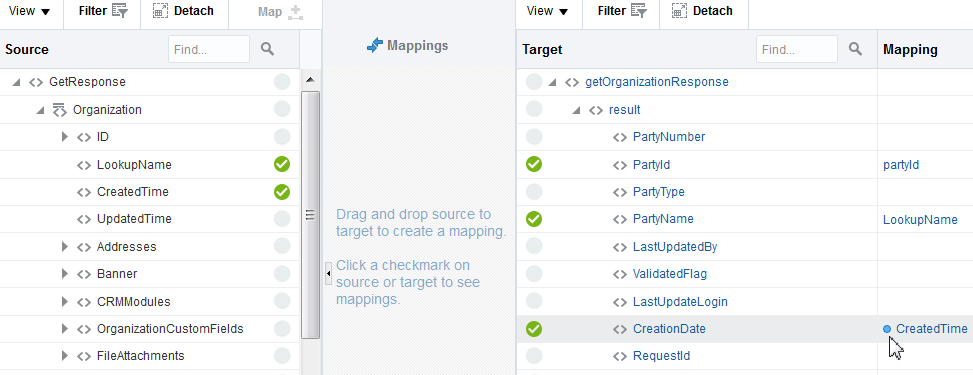 View Filter Detach Map
Source Find...
GetResponse
Organization
ID
LookupName
CreatedTime
UpdatedTime
Addresses
Banner
CRMModules
OrganizationCustomFields
FileAttachments
Mappings
Drag and drop source to
target to create a mapping.
Click a checkmark on
source or target to see
mappings.
View Filter Detach
Target Find... Mapping
getOrganizationResponse
result
PartyNumber
PartyId partyId
PartyType
PartyName LookupName
LastUpdatedBy
ValidatedFlag
LastUpdateLogin
CreationDate CreatedTime
RequestId